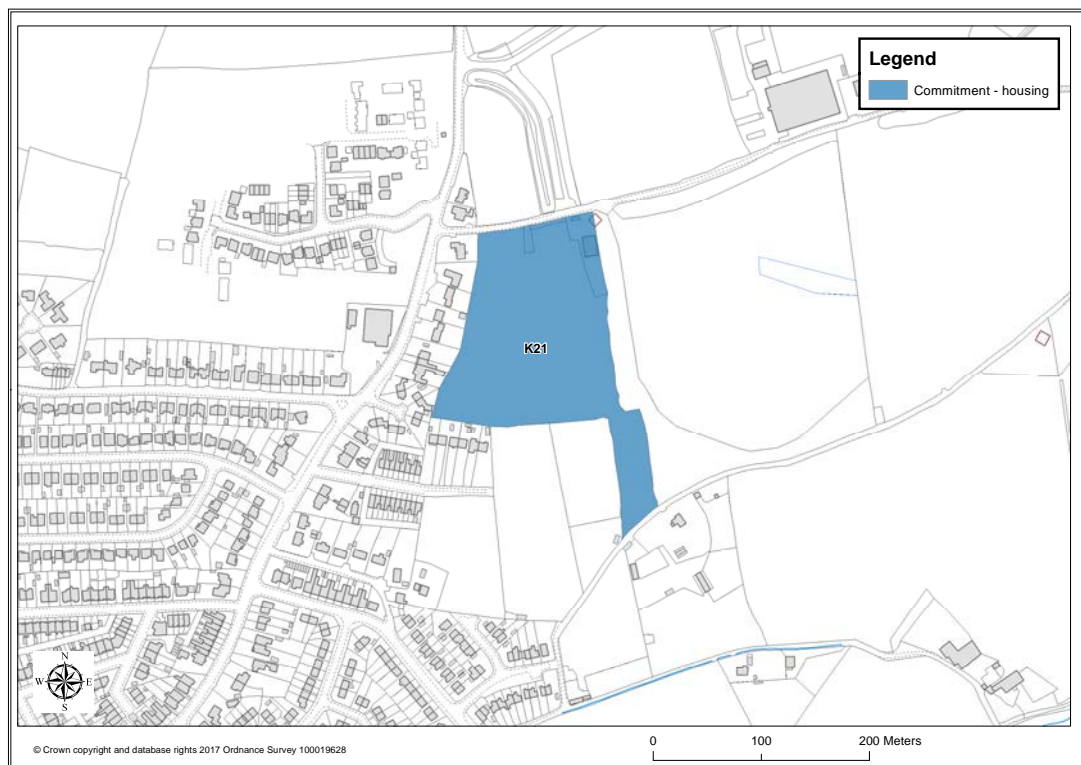 Legend
Commitment - housing
K21
N
W E
S
© Crown copyright and database rights 2017 Ordnance Survey 100019628
0 100 200 Meters